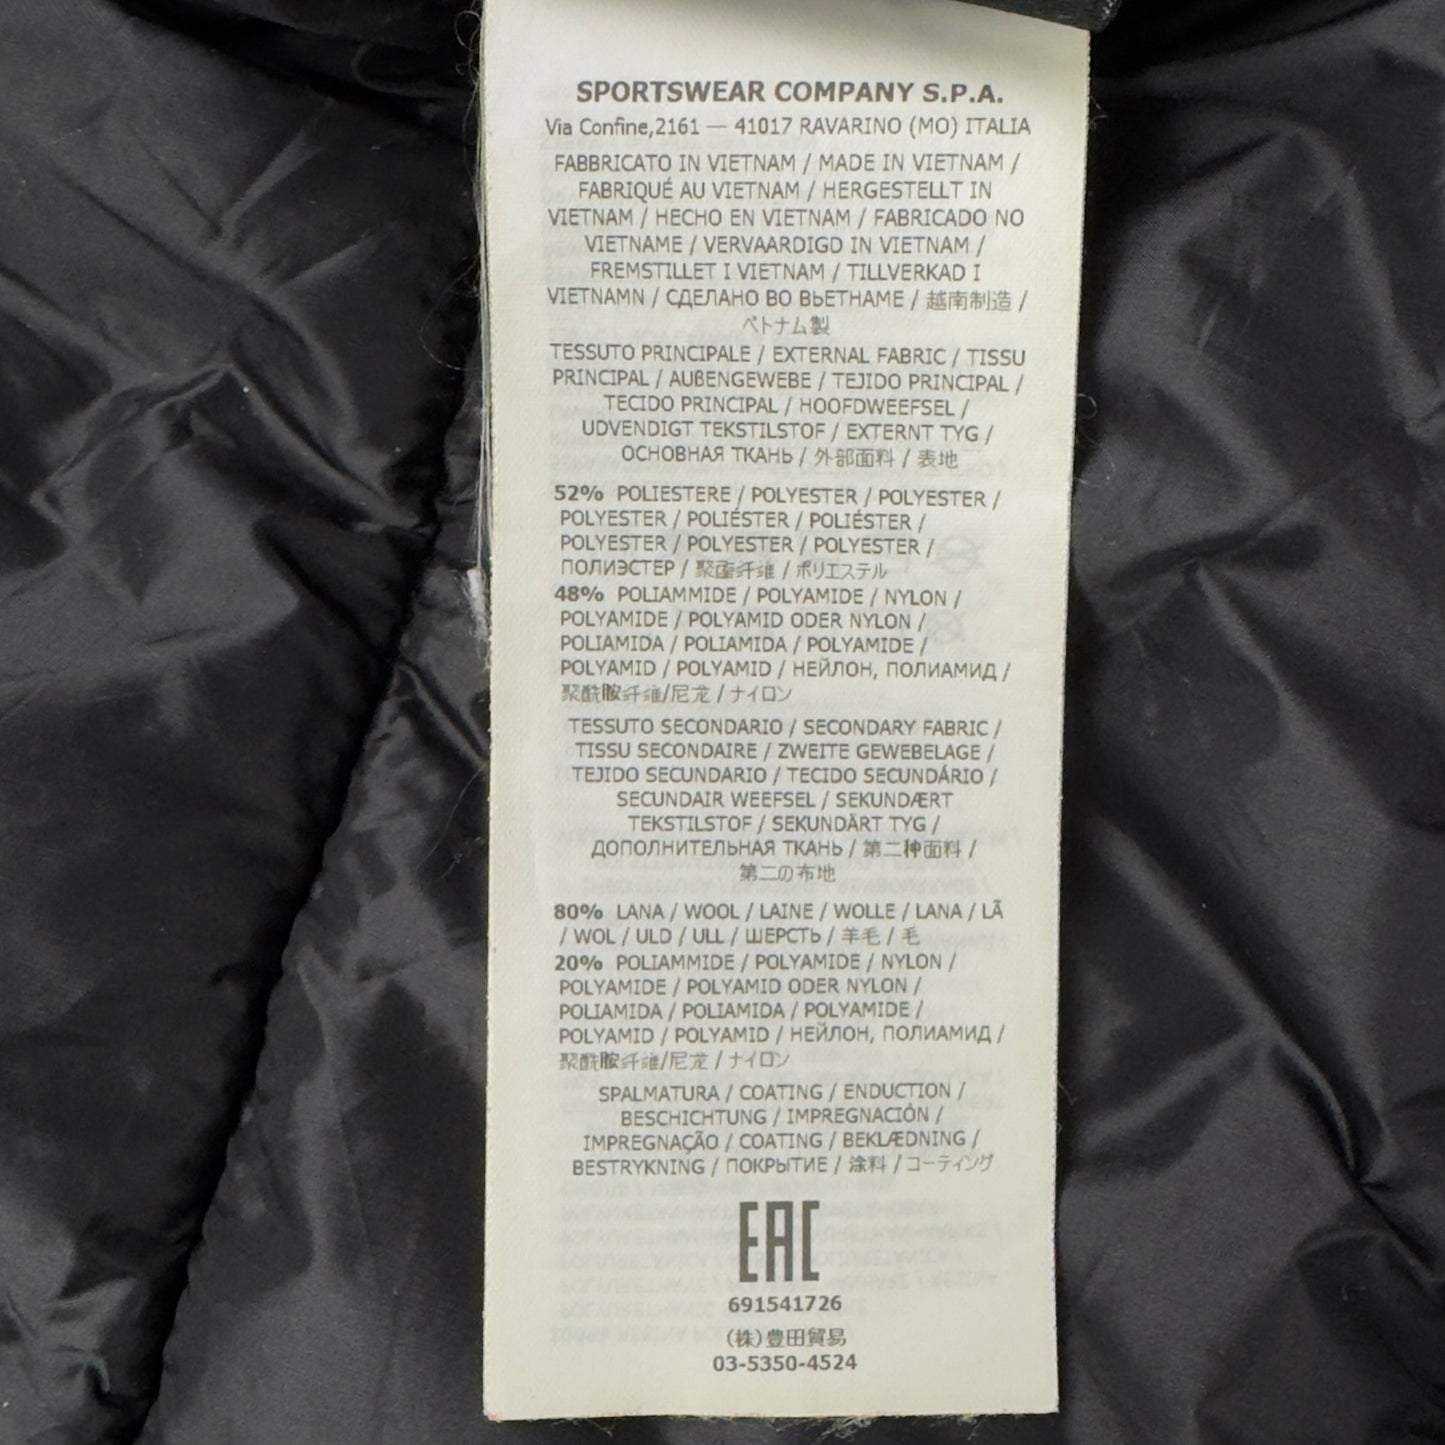 SPORTSWEAR COMPANY S.P.A.
Via Confine,2161 — 41017 RAVARINO (MO) ITALIA
FABBRICATO IN VIETNAM / MADE IN VIETNAM /
FABRIQUÉ AU VIETNAM / HERGESTELLT IN
VIETNAM / HECHO EN VIETNAM / FABRICADO NO
VIETNAME / VERVAARDIGD IN VIETNAM /
FREMSTILLET I VIETNAM / TILLVERKAD I
VIETNAMN / СДЕЛАНО ВО ВЬЕТНАМЕ / 越南制造 /
ベトナム製
TESSUTO PRINCIPALE / EXTERNAL FABRIC / TISSU
PRINCIPAL / AUßENGEWEBE / TEJIDO PRINCIPAL /
TECIDO PRINCIPAL / HOOFDWEEFSEL /
UDVENDIGT TEKSTILSTOF / EXTERNT TYG /
ОСНОВНАЯ ТКАНЬ / 外部面料 / 表地
52% POLIESTERE / POLYESTER / POLYESTER /
POLYESTER / POLIÉSTER / POLIÉSTER /
POLYESTER / POLYESTER / POLYESTER /
ПОЛИЭСТЕР / 聚酯纤维 / ポリエステル
48% POLIAMMIDE / POLYAMIDE / NYLON /
POLYAMIDE / POLYAMID ODER NYLON /
POLIAMIDA / POLIAMIDA / POLYAMIDE /
POLYAMID / POLYAMID / НЕЙЛОН, ПОЛИАМИД /
聚酰胺纤维/尼龙 / ナイロン
TESSUTO SECONDARIO / SECONDARY FABRIC /
TISSU SECONDAIRE / ZWEITE GEWEBELAGE /
TEJIDO SECUNDARIO / TECIDO SECUNDÁRIO /
SECUNDAIR WEEFSEL / SEKUNDÆRT
TEKSTILSTOF / SEKUNDÄRT TYG /
ДОПОЛНИТЕЛЬНАЯ ТКАНЬ / 第二种面料 /
第二の布地
80% LANA / WOOL / LAINE / WOLLE / LANA / LÃ
/ WOL / ULD / ULL / ШЕРСТЬ / 羊毛 / 毛
20% POLIAMMIDE / POLYAMIDE / NYLON /
POLYAMIDE / POLYAMID ODER NYLON /
POLIAMIDA / POLIAMIDA / POLYAMIDE /
POLYAMID / POLYAMID / НЕЙЛОН, ПОЛИАМИД /
聚酰胺纤维/尼龙 / ナイロン
SPALMATURA / COATING / ENDUCTION /
BESCHICHTUNG / IMPREGNACIÓN /
IMPREGNAÇÃO / COATING / BEKLÆDNING /
BESTRYKNING / ПОКРЫТИЕ / 涂料 / コーティング
EAC
691541726
(株)豊田貿易
03-5350-4524